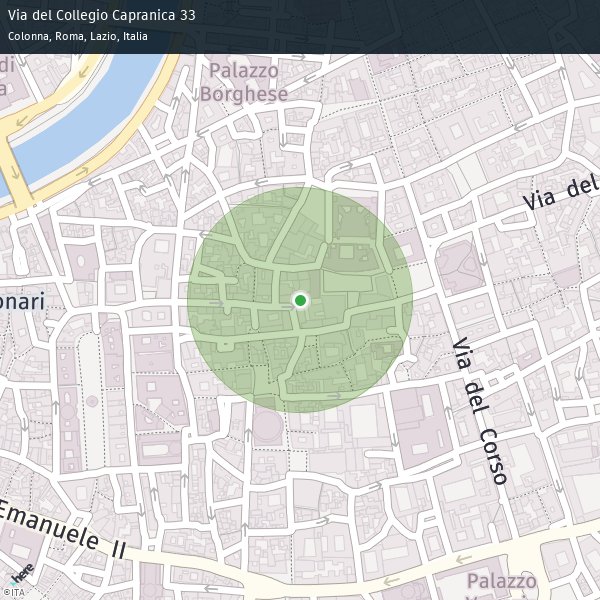 Via del Collegio Capranica 33
Colonna, Roma, Lazio, Italia
di
a
Palazzo
Borghese
Via del
onari
Via del Corso
Emanuele II
here
©ITA
Palazzo